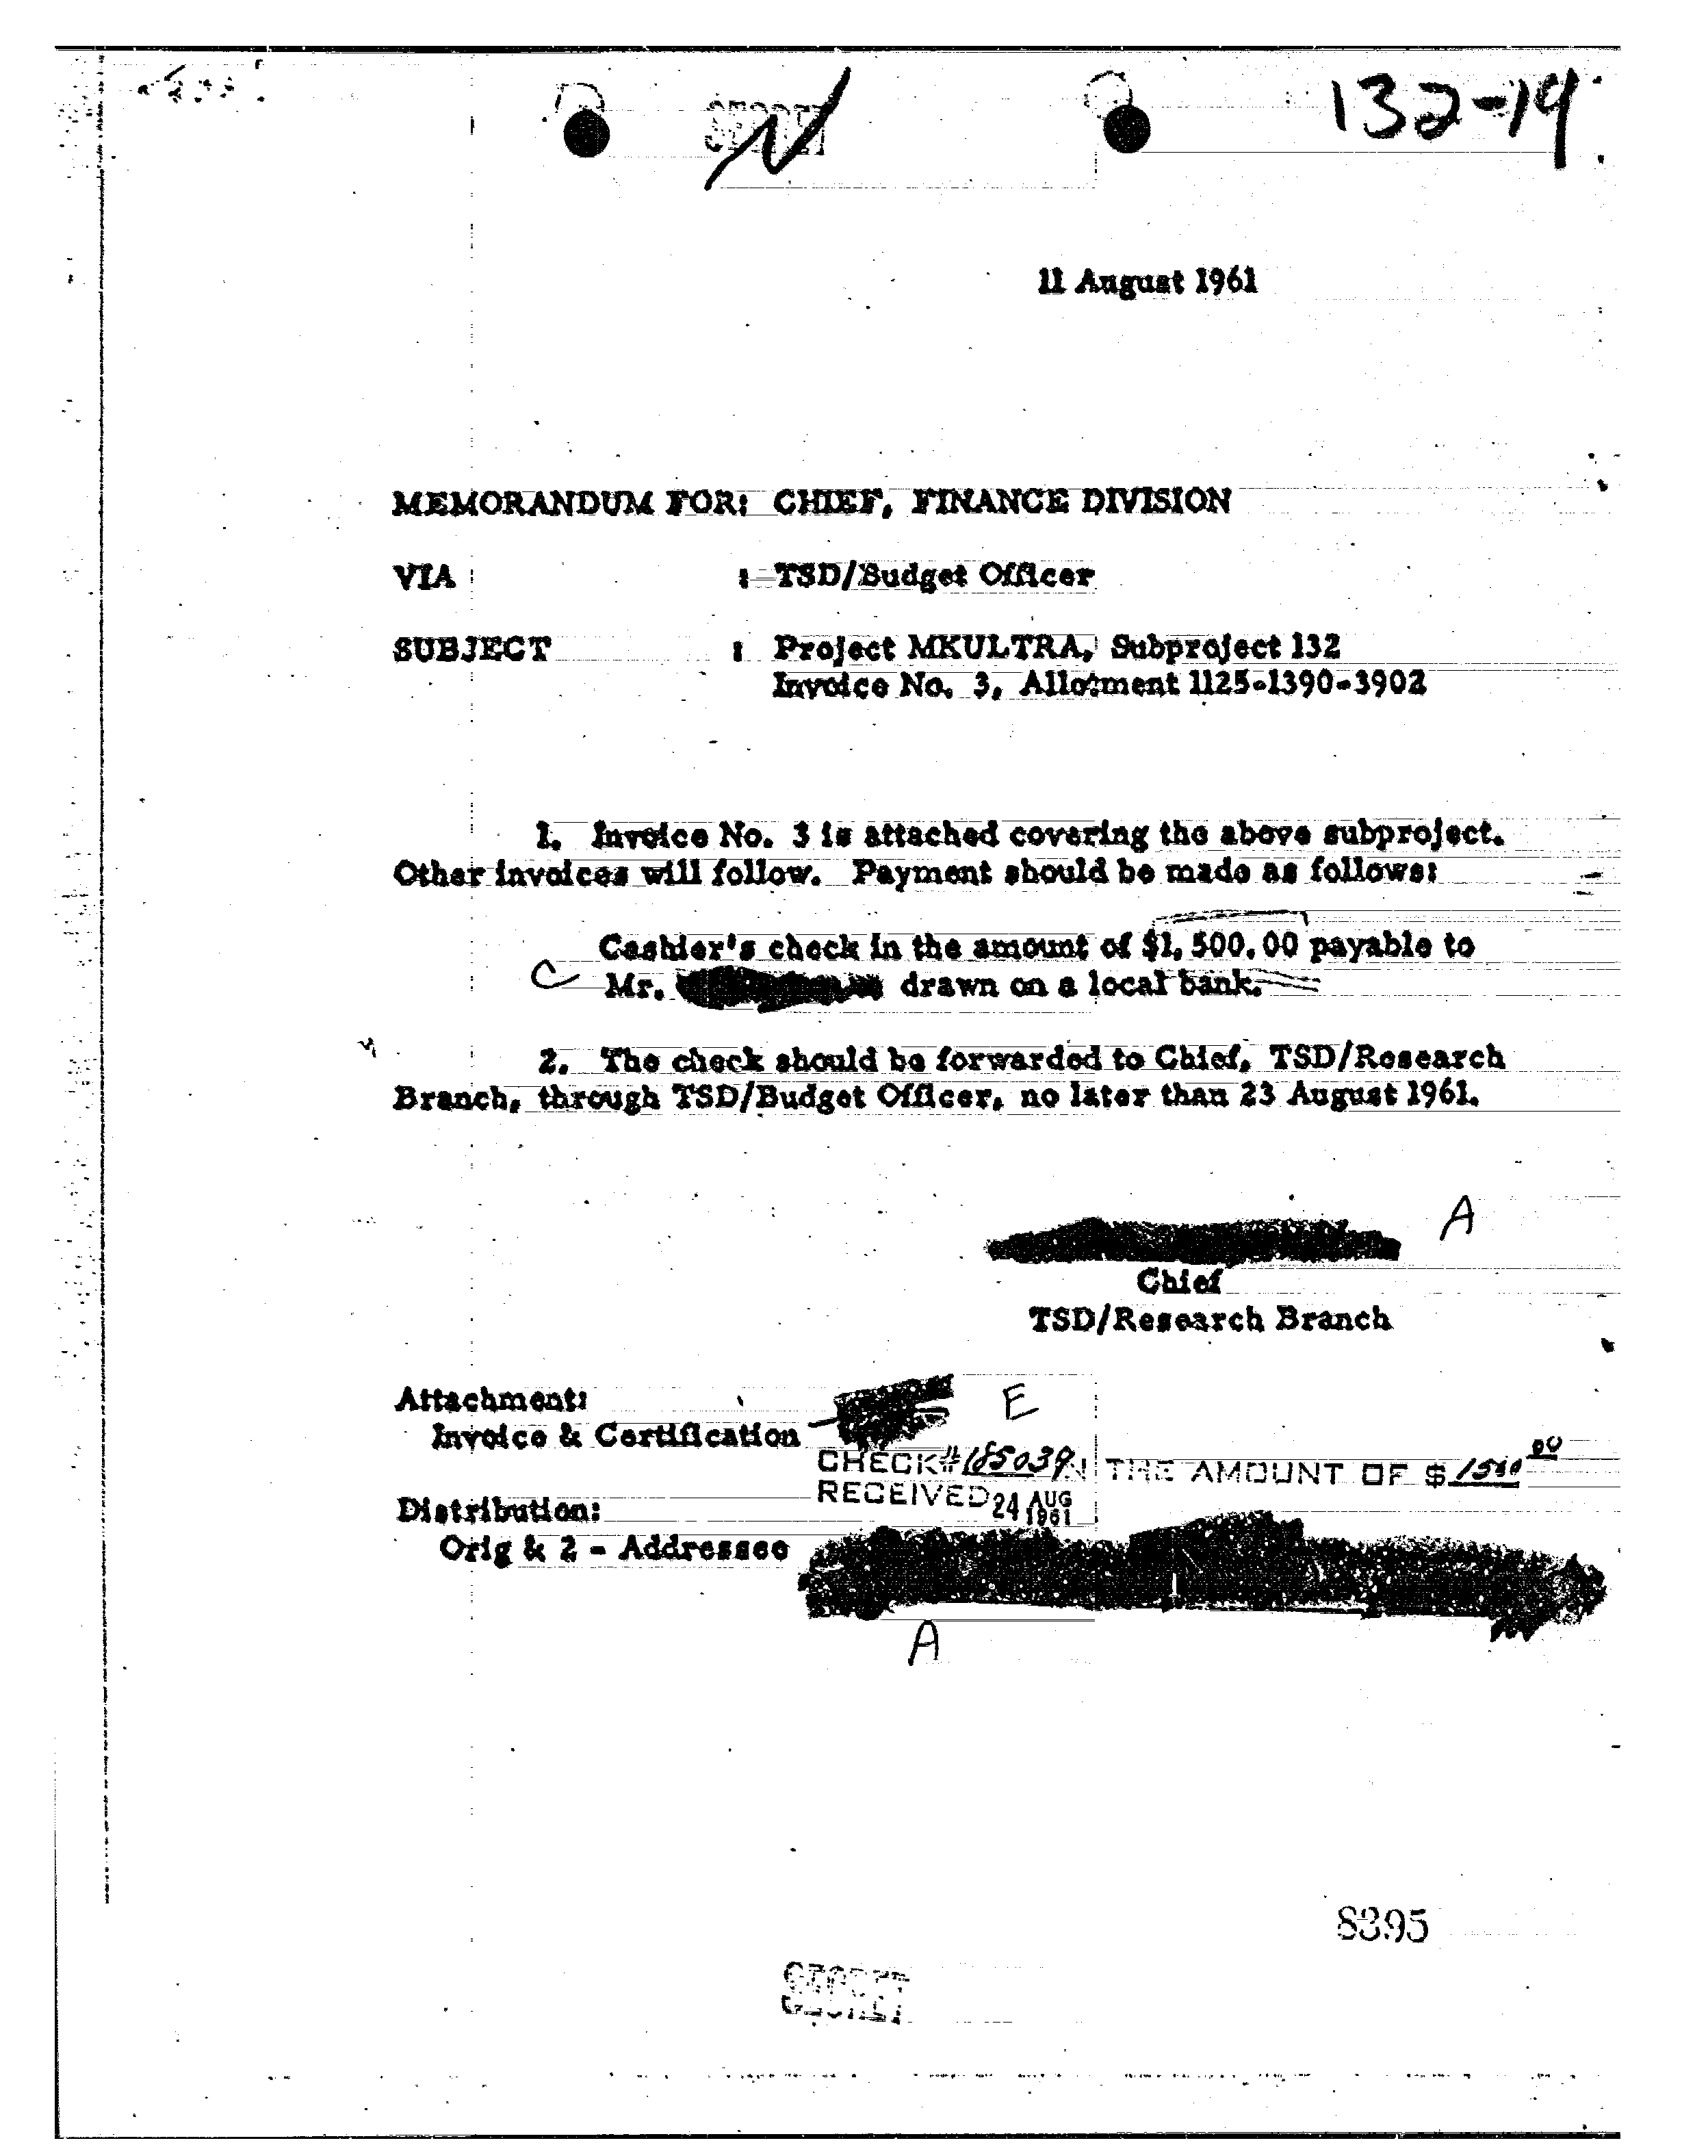 132-14
SECRET
11 August 1961
MEMORANDUM FOR: CHIEF, FINANCE DIVISION
VIA : TSD/Budget Officer
SUBJECT : Project MKULTRA, Subproject 132
Invoice No. 3, Allotment 1125-1390-3902
1. Invoice No. 3 is attached covering the above subproject.
Other invoices will follow. Payment should be made as follows:
Cashier's check in the amount of $1,500.00 payable to
C Mr. drawn on a local bank.
2. The check should be forwarded to Chief, TSD/Research
Branch, through TSD/Budget Officer, no later than 23 August 1961.
A
Chief
TSD/Research Branch
Attachment:
E
Invoice & Certification
CHECK# 185039 IN THE AMOUNT OF $ 1500 00
RECEIVED 24 AUG 1961
Distribution:
Orig & 2 - Addressee
A
8395
SECRET